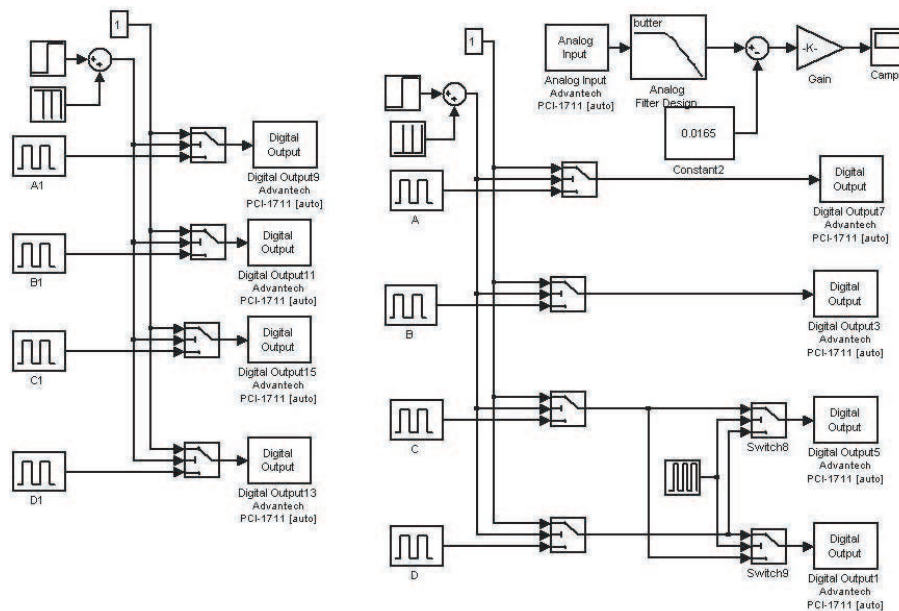 1
Digital
Output
Digital Output9
Advantech
PCI-1711 [auto]
A1
Digital
Output
Digital Output11
Advantech
PCI-1711 [auto]
B1
Digital
Output
Digital Output15
Advantech
PCI-1711 [auto]
C1
Digital
Output
Digital Output13
Advantech
PCI-1711 [auto]
D1
1
Analog
Input
Analog Input
Advantech
PCI-1711 [auto]
butter
Analog
Filter Design
-K-
Gain
Camp
0.0165
Constant2
Digital
Output
Digital Output7
Advantech
PCI-1711 [auto]
A
Digital
Output
Digital Output3
Advantech
PCI-1711 [auto]
B
C
Switch8
Digital
Output
Digital Output5
Advantech
PCI-1711 [auto]
D
Switch9
Digital
Output
Digital Output1
Advantech
PCI-1711 [auto]